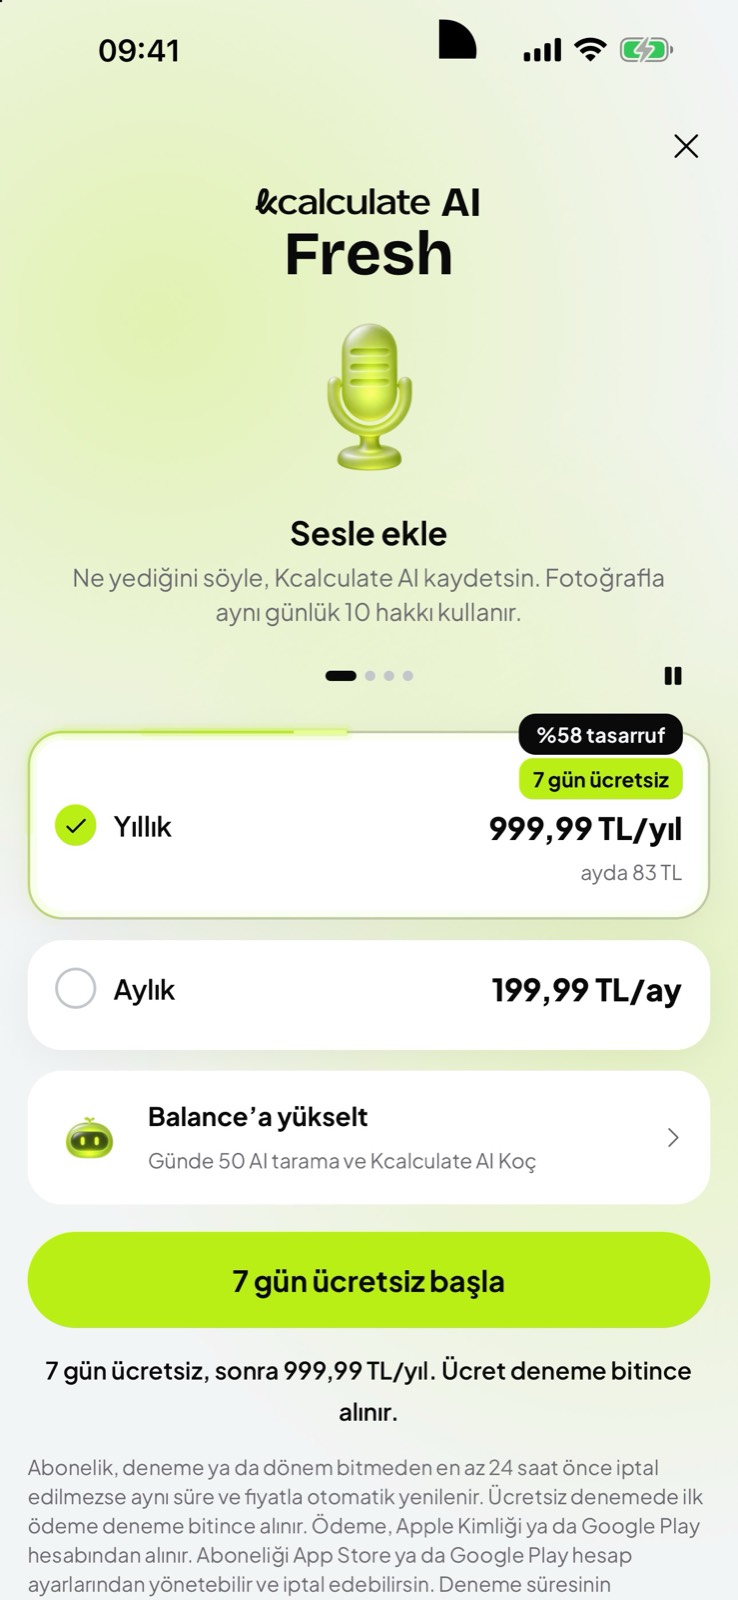 09:41
kcalculate AI
Fresh
Sesle ekle
Ne yediğini söyle, Kcalculate AI kaydetsin. Fotoğrafla
aynı günlük 10 hakkı kullanır.
%58 tasarruf
7 gün ücretsiz
Yıllık
999,99 TL/yıl
ayda 83 TL
Aylık
199,99 TL/ay
Balance’a yükselt
Günde 50 AI tarama ve Kcalculate AI Koç
7 gün ücretsiz başla
7 gün ücretsiz, sonra 999,99 TL/yıl. Ücret deneme bitince
alınır.
Abonelik, deneme ya da dönem bitmeden en az 24 saat önce iptal
edilmezse aynı süre ve fiyatla otomatik yenilenir. Ücretsiz denemede ilk
ödeme deneme bitince alınır. Ödeme, Apple Kimliği ya da Google Play
hesabından alınır. Aboneliği App Store ya da Google Play hesap
ayarlarından yönetebilir ve iptal edebilirsin. Deneme süresinin